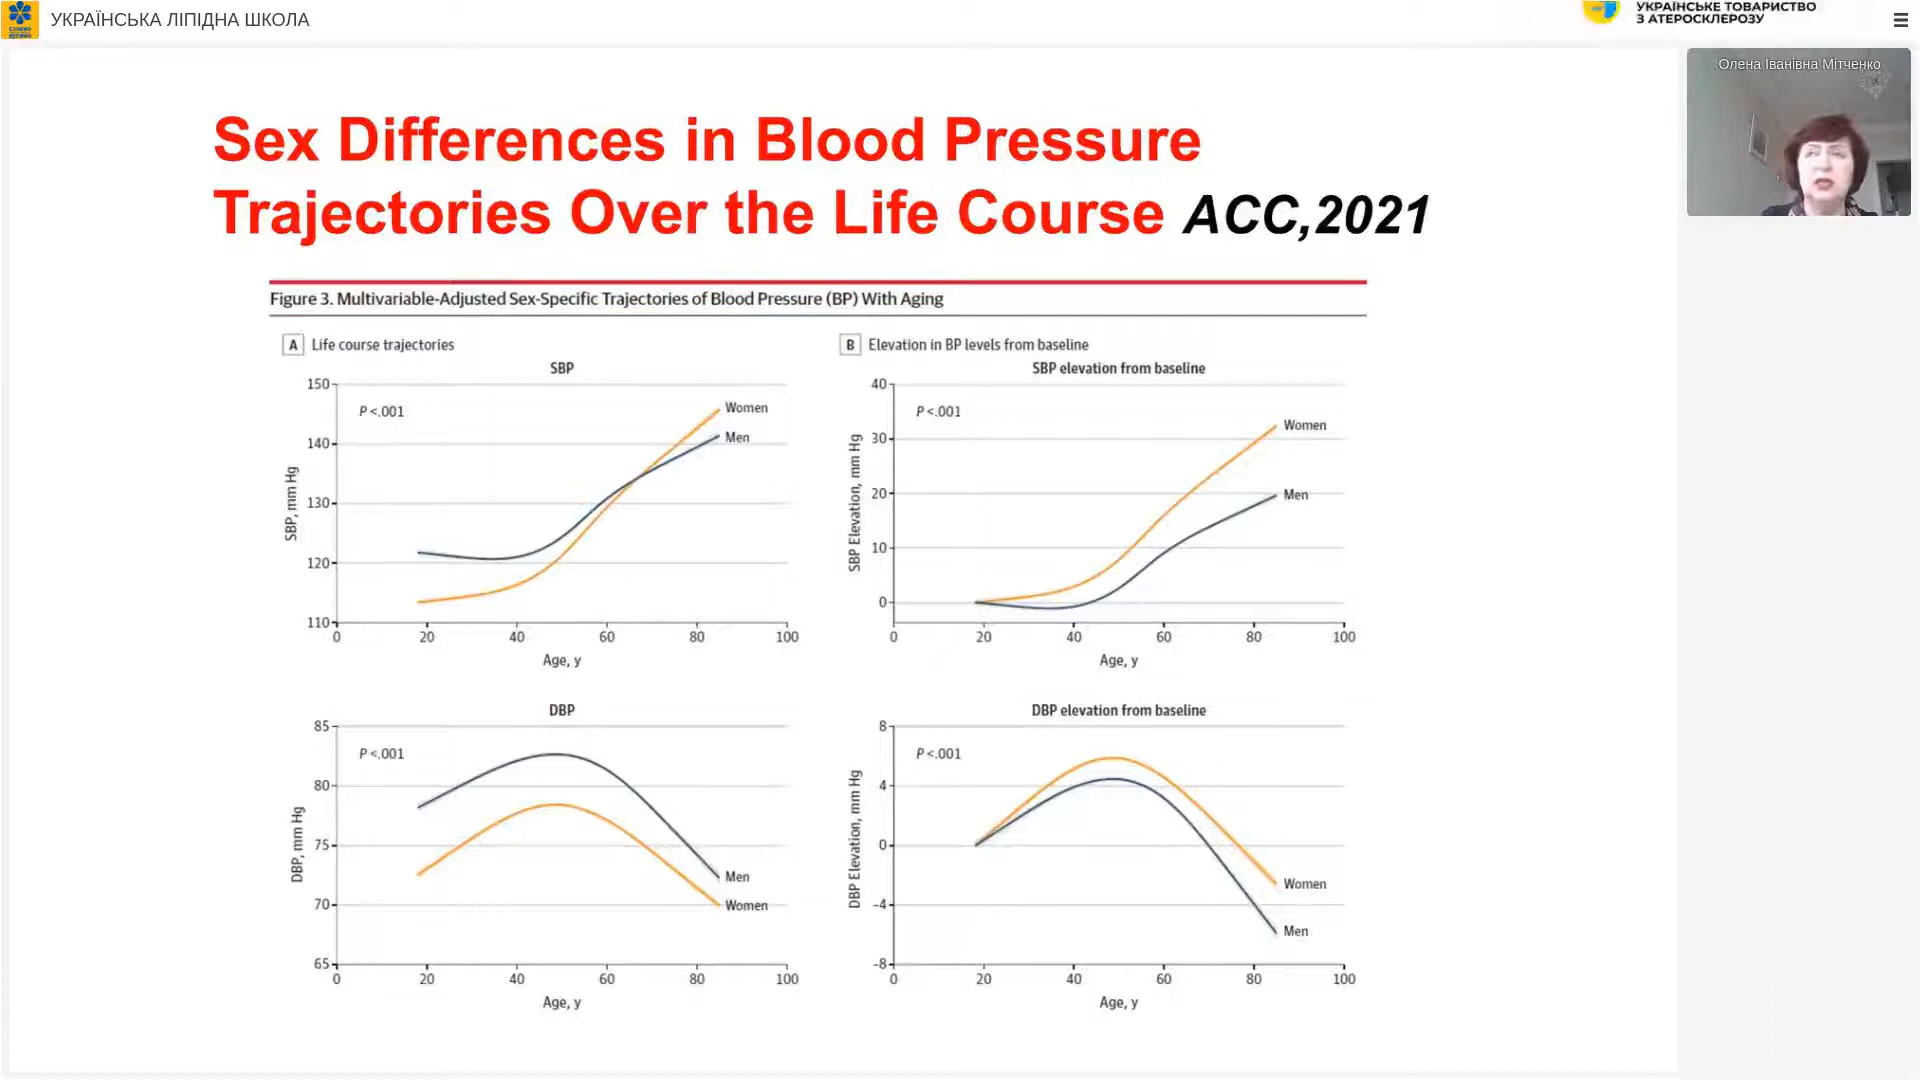 УКРАЇНСЬКА ЛІПІДНА ШКОЛА
УКРАЇНСЬКЕ ТОВАРИСТВО
З АТЕРОСКЛЕРОЗУ
Олена Іванівна Мітченко
Sex Differences in Blood Pressure
Trajectories Over the Life Course ACC,2021
Figure 3. Multivariable-Adjusted Sex-Specific Trajectories of Blood Pressure (BP) With Aging
A Life course trajectories
SBP
P <.001
Women
Men
SBP, mm Hg
150
140
130
120
110
0 20 40 60 80 100
Age, y
B Elevation in BP levels from baseline
SBP elevation from baseline
P <.001
Women
Men
SBP Elevation, mm Hg
40
30
20
10
0
0 20 40 60 80 100
Age, y
DBP
P <.001
Men
Women
DBP, mm Hg
85
80
75
70
65
0 20 40 60 80 100
Age, y
DBP elevation from baseline
P <.001
Women
Men
DBP Elevation, mm Hg
8
4
0
-4
-8
0 20 40 60 80 100
Age, y